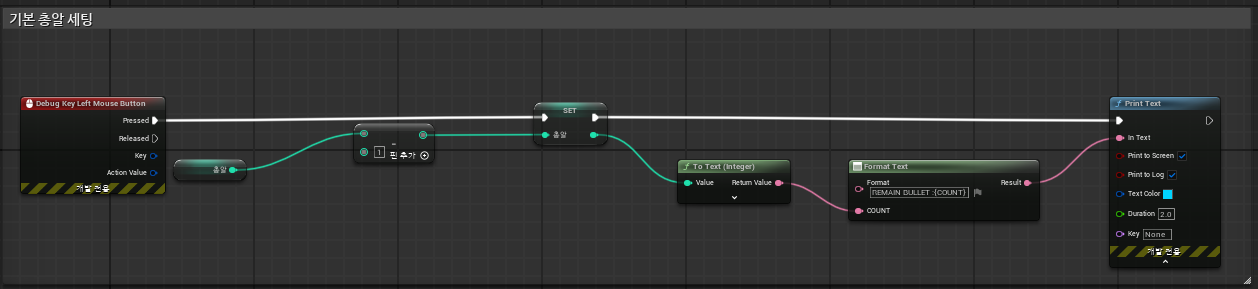 기본 총알 세팅
Debug Key Left Mouse Button
Pressed
Released
Key
Action Value
개발 전용
총알
-
1
핀 추가
SET
총알
To Text (Integer)
Value Return Value
Format Text
Format Result
REMAIN BULLET :{COUNT}
COUNT
Print Text
In Text
Print to Screen
Print to Log
Text Color
Duration 2.0
Key None
개발 전용